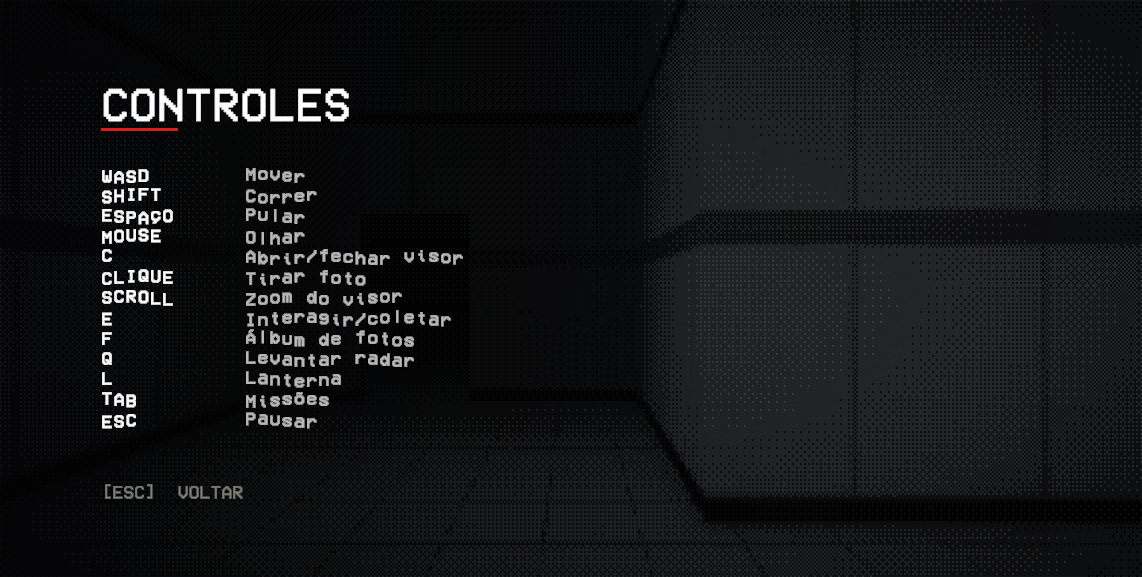 CONTROLES
WASD Mover
SHIFT Correr
ESPAÇO Pular
MOUSE Olhar
C Abrir/fechar visor
CLIQUE Tirar foto
SCROLL Zoom do visor
E Interagir/coletar
F Álbum de fotos
Q Levantar radar
L Lanterna
TAB Missões
ESC Pausar
[ESC] VOLTAR